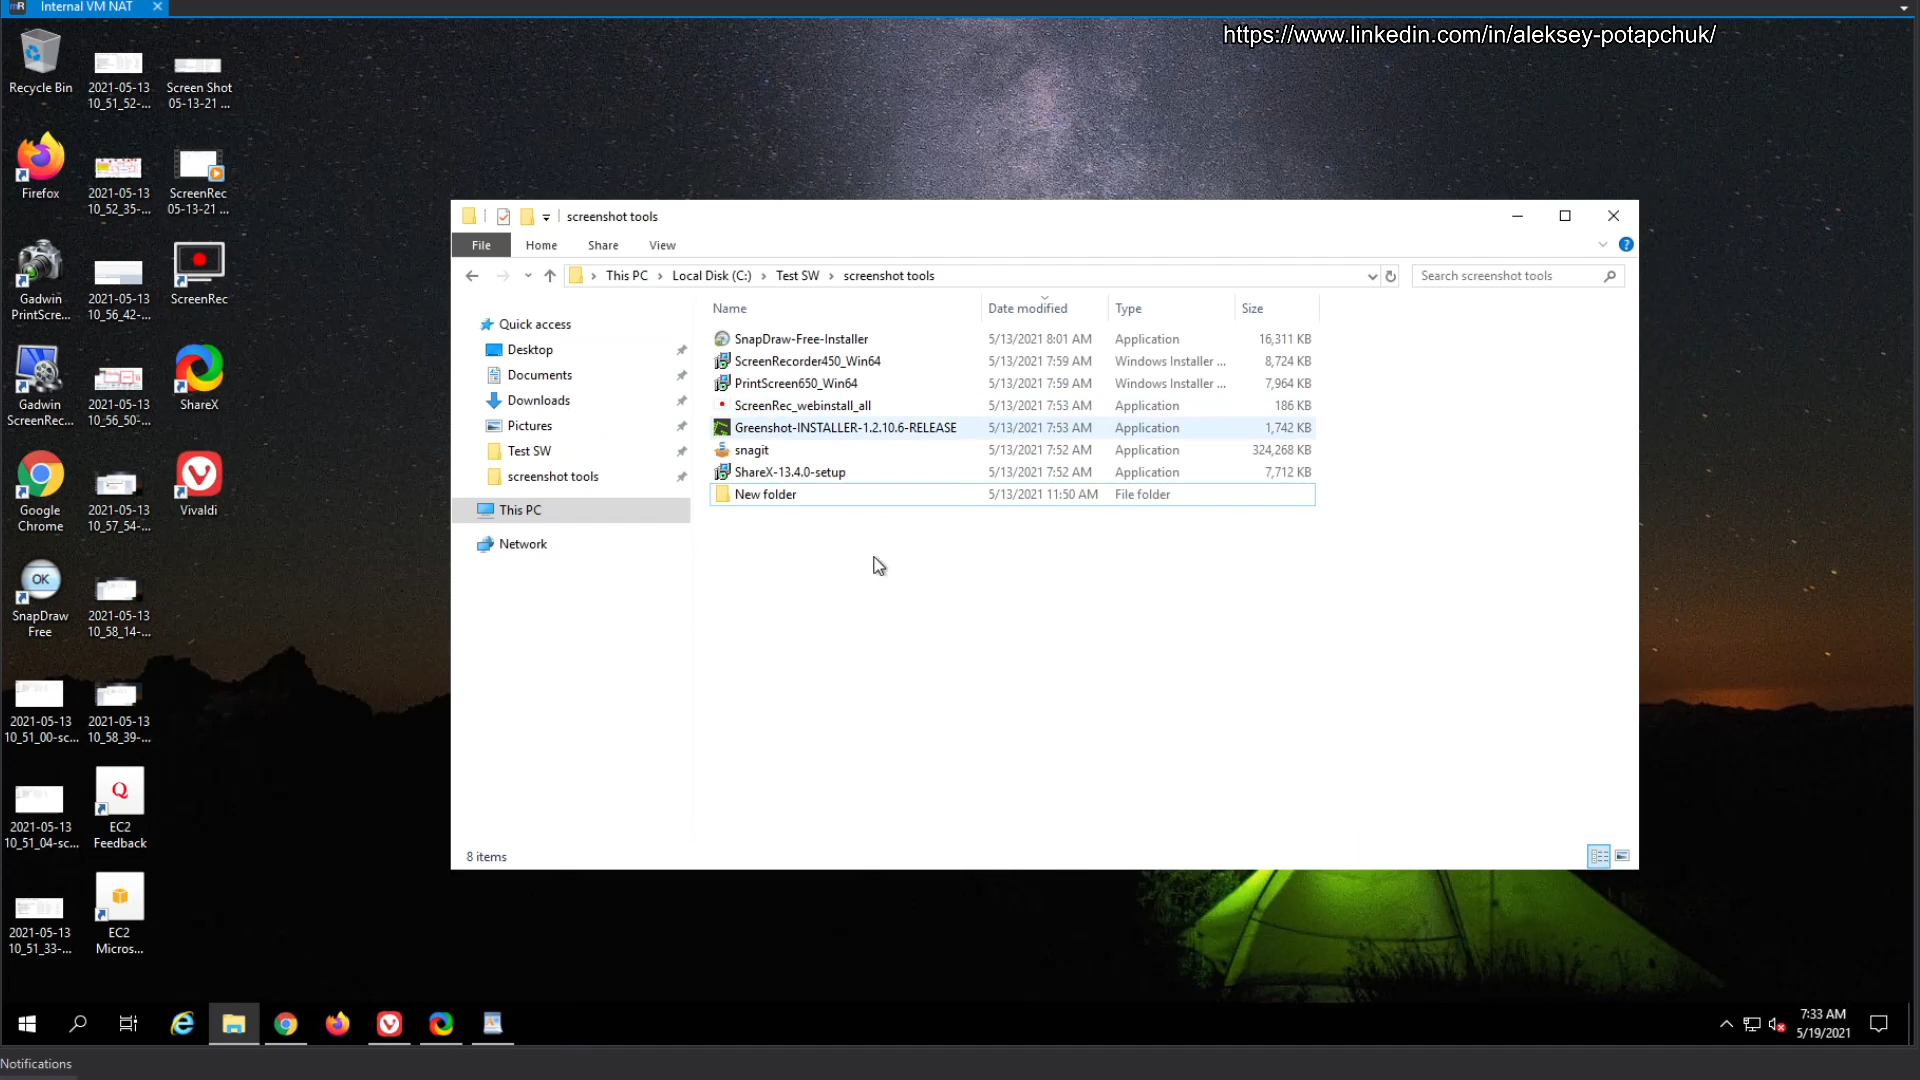 Internal VM NAT
https://www.linkedin.com/in/aleksey-potapchuk/
Recycle Bin
2021-05-13
10_51_52-...
Screen Shot
05-13-21 ...
Firefox
2021-05-13
10_52_35-...
ScreenRec
05-13-21 ...
Gadwin
PrintScre...
2021-05-13
10_56_42-...
ScreenRec
Gadwin
ScreenRec...
2021-05-13
10_56_50-...
ShareX
Google
Chrome
2021-05-13
10_57_54-...
Vivaldi
OK
SnapDraw
Free
2021-05-13
10_58_14-...
2021-05-13
10_51_00-sc...
2021-05-13
10_58_39-...
2021-05-13
10_51_04-sc...
Q
EC2
Feedback
2021-05-13
10_51_33-...
EC2
Micros...
screenshot tools
File Home Share View
This PC > Local Disk (C:) > Test SW > screenshot tools
Search screenshot tools
Quick access
Desktop
Documents
Downloads
Pictures
Test SW
screenshot tools
This PC
Network
Name Date modified Type Size
SnapDraw-Free-Installer 5/13/2021 8:01 AM Application 16,311 KB
ScreenRecorder450_Win64 5/13/2021 7:59 AM Windows Installer ... 8,724 KB
PrintScreen650_Win64 5/13/2021 7:59 AM Windows Installer ... 7,964 KB
ScreenRec_webinstall_all 5/13/2021 7:53 AM Application 186 KB
Greenshot-INSTALLER-1.2.10.6-RELEASE 5/13/2021 7:53 AM Application 1,742 KB
snagit 5/13/2021 7:52 AM Application 324,268 KB
ShareX-13.4.0-setup 5/13/2021 7:52 AM Application 7,712 KB
New folder 5/13/2021 11:50 AM File folder
8 items
7:33 AM
5/19/2021
Notifications